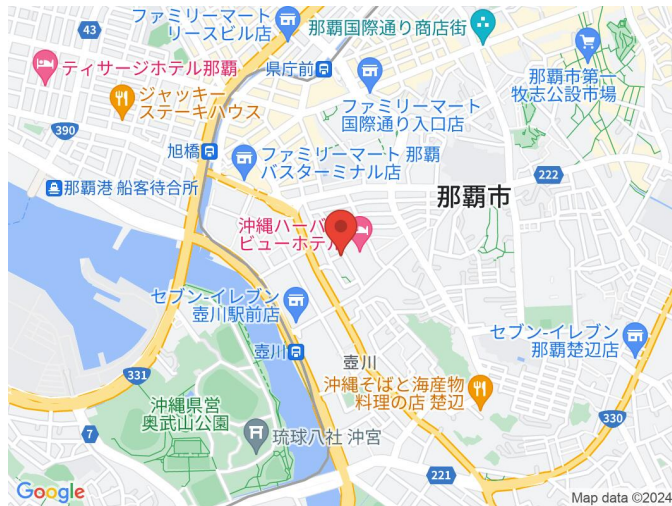 ファミリーマート
リースビル店
那覇国際通り商店街
43
ティサージホテル那覇
県庁前
那覇市第一
牧志公設市場
ジャッキー
ステーキハウス
ファミリーマート
国際通り入口店
390
旭橋
ファミリーマート 那覇
バスターミナル店
222
那覇港 船客待合所
那覇市
沖縄ハーバ
ビューホテル
セブン-イレブン
壺川駅前店
セブン-イレブン
那覇楚辺店
壺川
壺川
331
沖縄そばと海産物
料理の店 楚辺
沖縄県営
奥武山公園
330
7
琉球八社 沖宮
221
Google
Map data ©2024